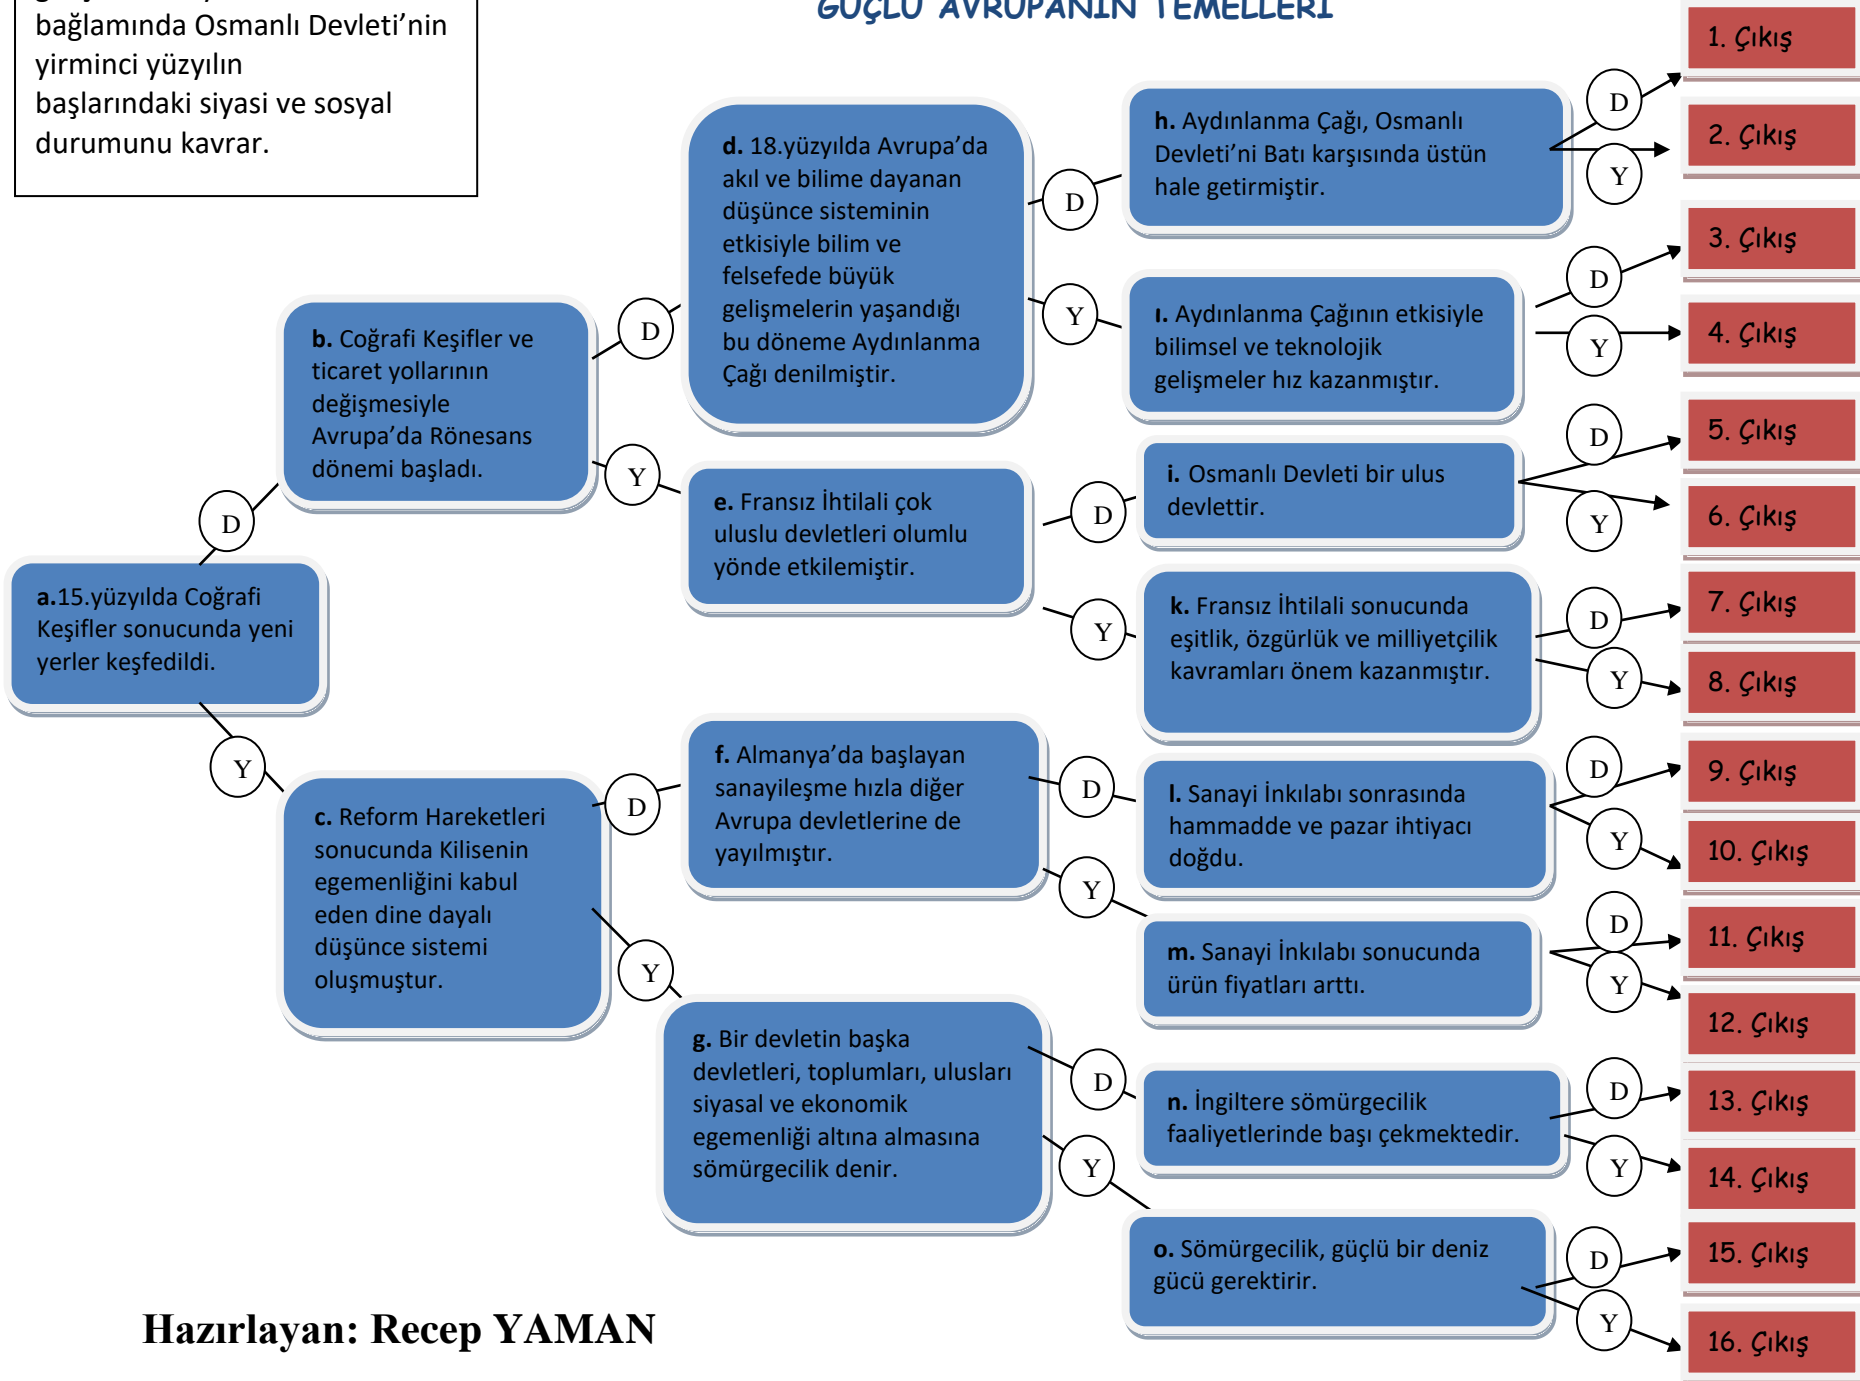 bağlamında Osmanlı Devleti’nin
yirminci yüzyılın
başlarındaki siyasi ve sosyal
durumunu kavrar.
GÜÇLÜ AVRUPANIN TEMELLERİ
a.15.yüzyılda Coğrafi
Keşifler sonucunda yeni
yerler keşfedildi.
D
Y
b. Coğrafi Keşifler ve
ticaret yollarının
değişmesiyle
Avrupa’da Rönesans
dönemi başladı.
D
Y
c. Reform Hareketleri
sonucunda Kilisenin
egemenliğini kabul
eden dine dayalı
düşünce sistemi
oluşmuştur.
D
Y
d. 18.yüzyılda Avrupa’da
akıl ve bilime dayanan
düşünce sisteminin
etkisiyle bilim ve
felsefede büyük
gelişmelerin yaşandığı
bu döneme Aydınlanma
Çağı denilmiştir.
D
Y
e. Fransız İhtilali çok
uluslu devletleri olumlu
yönde etkilemiştir.
D
Y
f. Almanya’da başlayan
sanayileşme hızla diğer
Avrupa devletlerine de
yayılmıştır.
D
Y
g. Bir devletin başka
devletleri, toplumları, ulusları
siyasal ve ekonomik
egemenliği altına almasına
sömürgecilik denir.
D
Y
h. Aydınlanma Çağı, Osmanlı
Devleti’ni Batı karşısında üstün
hale getirmiştir.
D
Y
ı. Aydınlanma Çağının etkisiyle
bilimsel ve teknolojik
gelişmeler hız kazanmıştır.
D
Y
i. Osmanlı Devleti bir ulus
devlettir.
D
Y
k. Fransız İhtilali sonucunda
eşitlik, özgürlük ve milliyetçilik
kavramları önem kazanmıştır.
D
Y
l. Sanayi İnkılabı sonrasında
hammadde ve pazar ihtiyacı
doğdu.
D
Y
m. Sanayi İnkılabı sonucunda
ürün fiyatları arttı.
D
Y
n. İngiltere sömürgecilik
faaliyetlerinde başı çekmektedir.
D
Y
o. Sömürgecilik, güçlü bir deniz
gücü gerektirir.
D
Y
1. Çıkış
2. Çıkış
3. Çıkış
4. Çıkış
5. Çıkış
6. Çıkış
7. Çıkış
8. Çıkış
9. Çıkış
10. Çıkış
11. Çıkış
12. Çıkış
13. Çıkış
14. Çıkış
15. Çıkış
16. Çıkış
Hazırlayan: Recep YAMAN